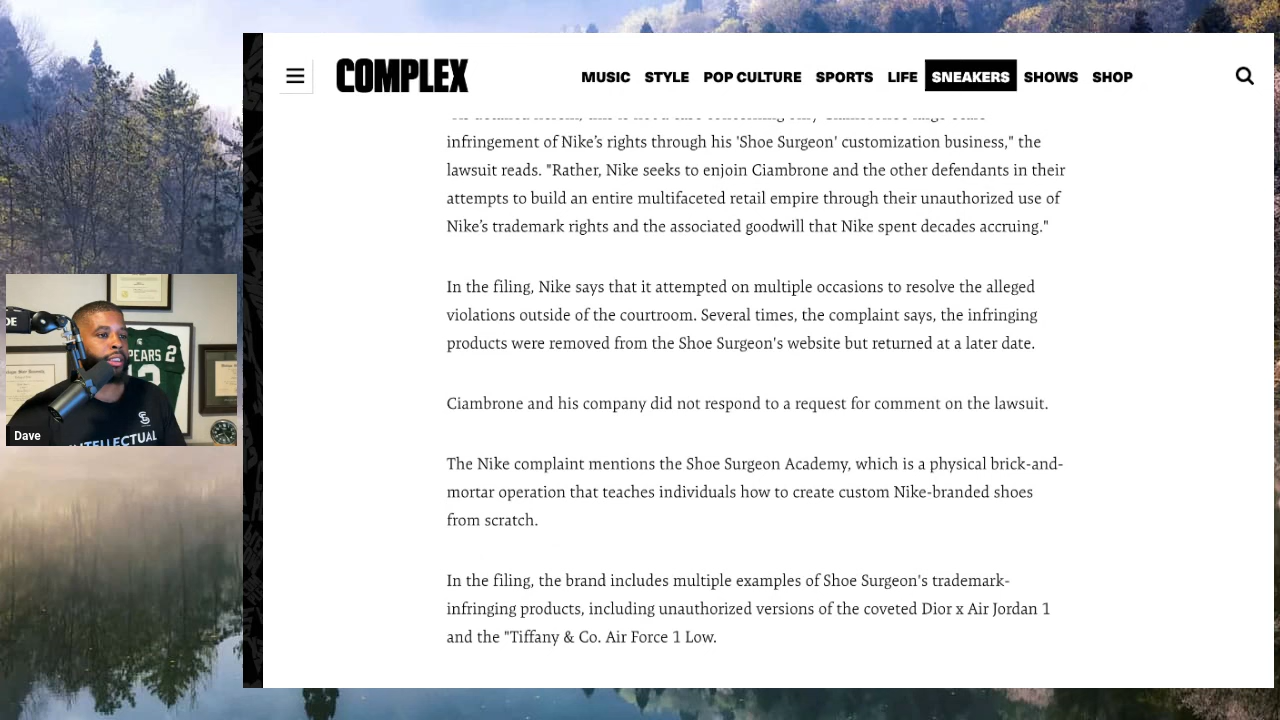 COMPLEX
MUSIC STYLE POP CULTURE SPORTS LIFE SNEAKERS SHOWS SHOP
infringement of Nike’s rights through his 'Shoe Surgeon' customization business," the
lawsuit reads. "Rather, Nike seeks to enjoin Ciambrone and the other defendants in their
attempts to build an entire multifaceted retail empire through their unauthorized use of
Nike’s trademark rights and the associated goodwill that Nike spent decades accruing."
In the filing, Nike says that it attempted on multiple occasions to resolve the alleged
violations outside of the courtroom. Several times, the complaint says, the infringing
products were removed from the Shoe Surgeon's website but returned at a later date.
Ciambrone and his company did not respond to a request for comment on the lawsuit.
The Nike complaint mentions the Shoe Surgeon Academy, which is a physical brick-and-
mortar operation that teaches individuals how to create custom Nike-branded shoes
from scratch.
In the filing, the brand includes multiple examples of Shoe Surgeon's trademark-
infringing products, including unauthorized versions of the coveted Dior x Air Jordan 1
and the "Tiffany & Co. Air Force 1 Low.
DE
PEARS 2
Dave